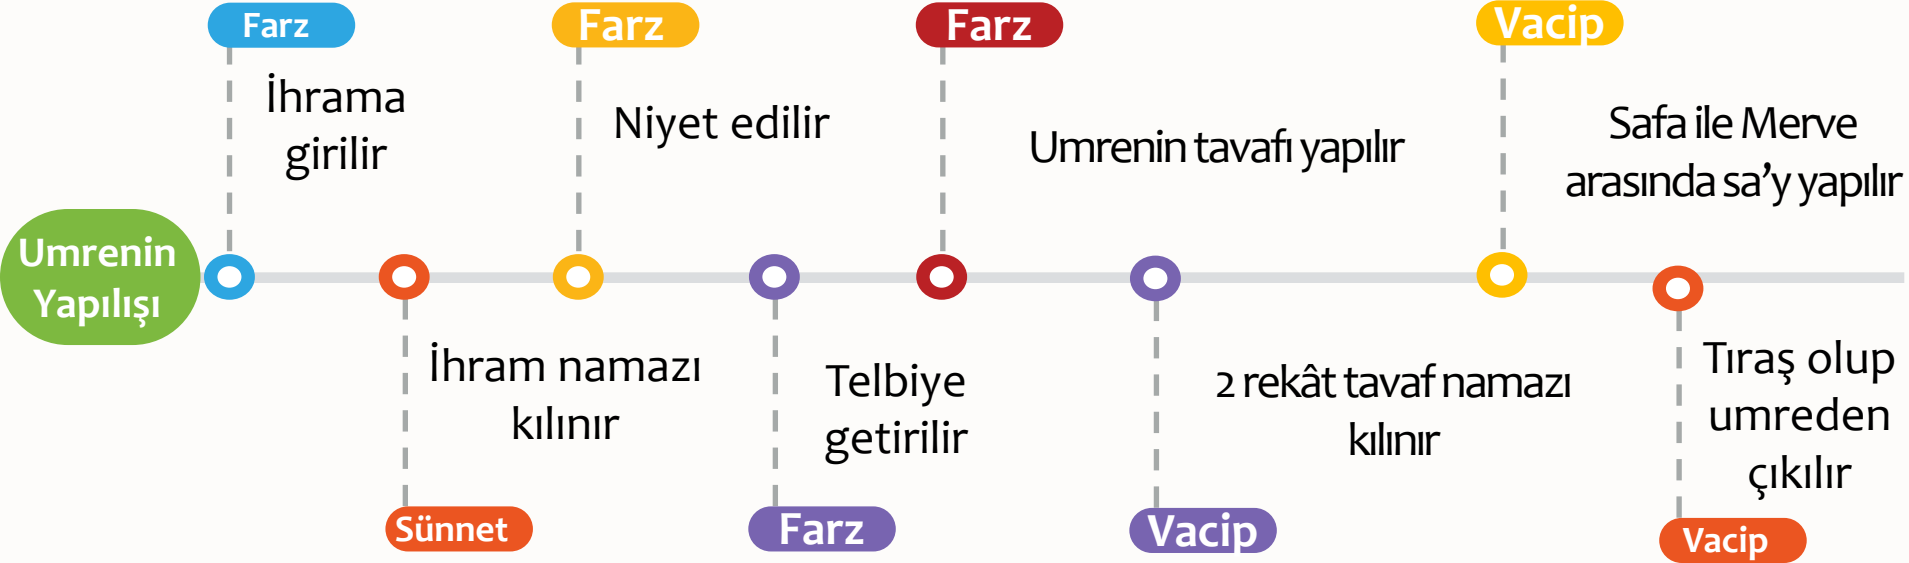 Umrenin
Yapılışı
Farz
İhrama
girilir
İhram namazı
kılınır
Sünnet
Farz
Niyet edilir
Telbiye
getirilir
Farz
Farz
Umrenin tavafı yapılır
2 rekât tavaf namazı
kılınır
Vacip
Vacip
Safa ile Merve
arasında sa’y yapılır
Tıraş olup
umreden
çıkılır
Vacip